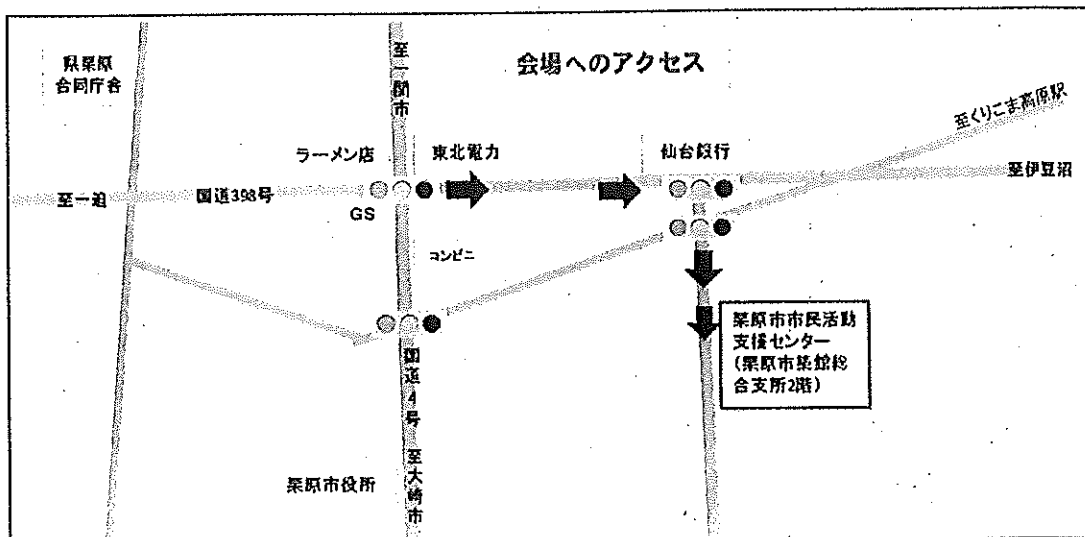 会場へのアクセス
県栗原
合同庁舎
至一関市
至くりこま高原駅
ラーメン店
東北電力
仙台銀行
至一迫
国道398号
至伊豆沼
GS
コンビニ
国道4号
至大崎市
栗原市役所
栗原市市民活動
支援センター
(栗原市築館総
合支所2階)